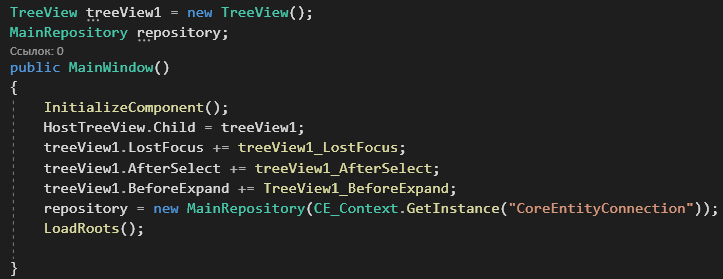 TreeView treeView1 = new TreeView();
MainRepository repository;
Ссылок: 0
public MainWindow()
{
InitializeComponent();
HostTreeView.Child = treeView1;
treeView1.LostFocus += treeView1_LostFocus;
treeView1.AfterSelect += treeView1_AfterSelect;
treeView1.BeforeExpand += TreeView1_BeforeExpand;
repository = new MainRepository(CE_Context.GetInstance("CoreEntityConnection"));
LoadRoots();
}